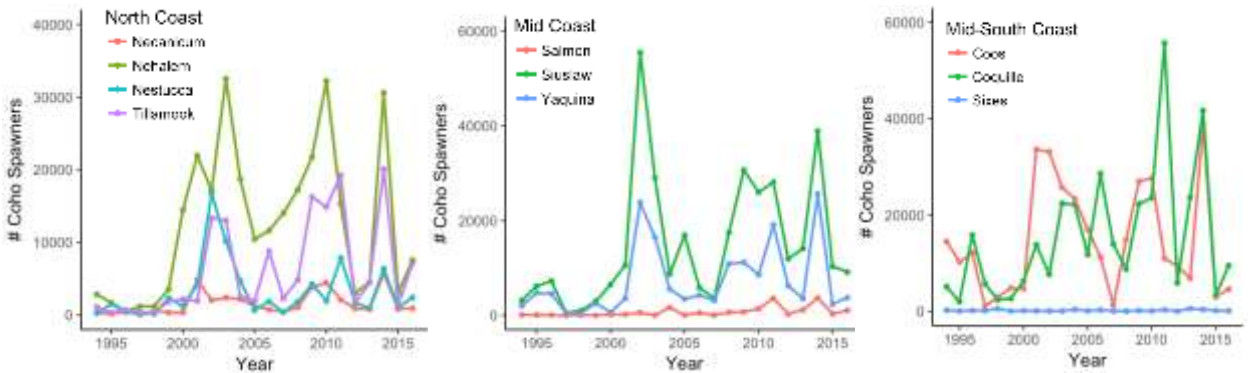 North Coast
Necanicum
Nehalem
Nestucca
Tillamook
# Coho Spawners
40000
30000
20000
10000
0
1995
2000
2005
2010
2015
Year
Mid Coast
Salmon
Siuslaw
Yaquina
# Coho Spawners
60000
40000
20000
0
1995
2000
2005
2010
2015
Year
Mid-South Coast
Coos
Coquille
Sixes
# Coho Spawners
60000
40000
20000
0
1995
2000
2005
2010
2015
Year